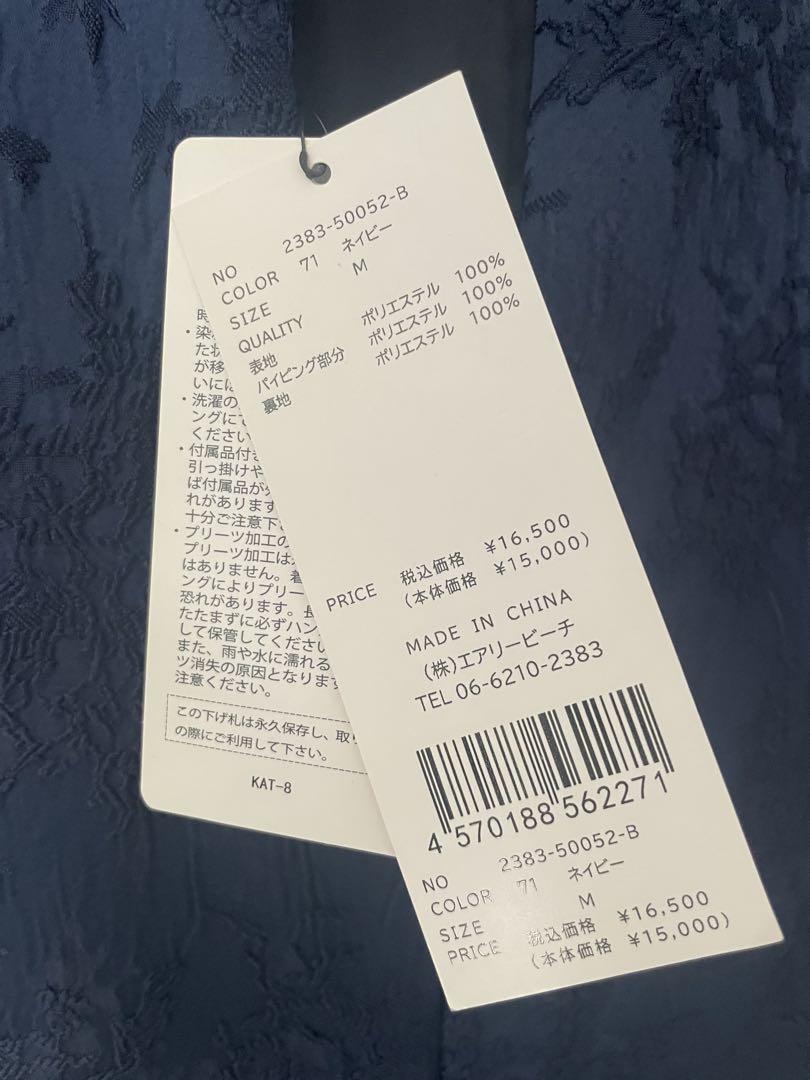 NO 2383-50052-B
COLOR 71 ネイビー
SIZE M
QUALITY
表地 ポリエステル 100%
パイピング部分 ポリエステル 100%
裏地 ポリエステル 100%
PRICE 税込価格 ¥16,500
(本体価格 ¥15,000)
MADE IN CHINA
(株)エアリービーチ
TEL 06-6210-2383
4 570188 562271
NO 2383-50052-B
COLOR 71 ネイビー
SIZE M
PRICE 税込価格 ¥16,500
(本体価格 ¥15,000)
時
・染
た
が移
いに
・洗濯の
ングに
ください
・付属品付
引っ掛けや
ば付属品が
れがあります
十分ご注意下
・プリーツ加工の
プリーツ加工は
はありません。着
ングによりプリー
恐れがあります。長
たたまずに必ずハン
して保管してくださ
また、雨や水に濡れる
ツ消失の原因となります
注意ください。
この下げ札は永久保存し、取
の際にご利用して下さい。
KAT-8